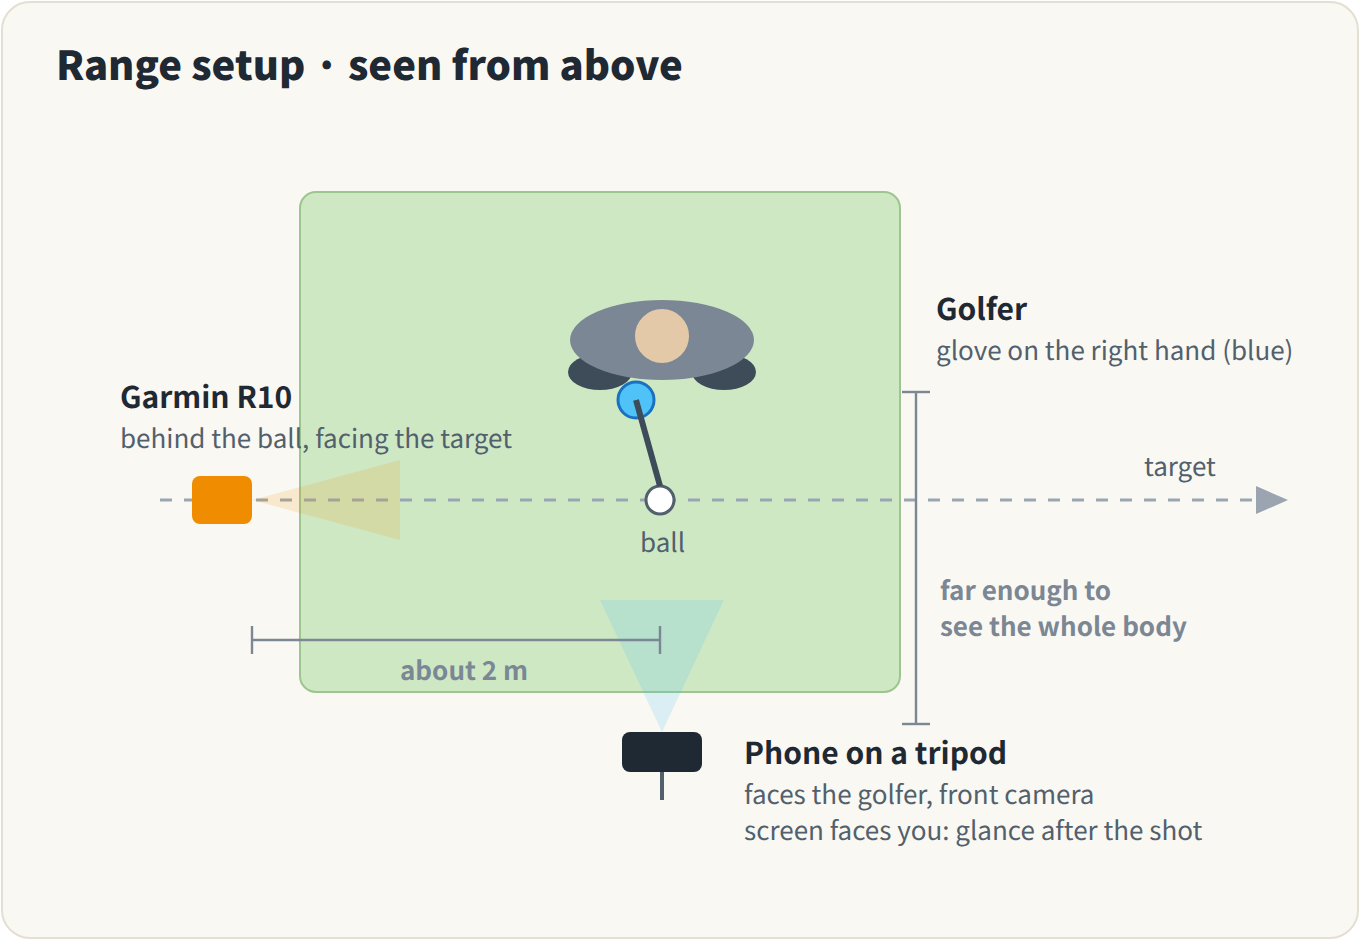 Range setup · seen from above
Golfer
glove on the right hand (blue)
Garmin R10
behind the ball, facing the target
target
ball
far enough to
see the whole body
about 2 m
Phone on a tripod
faces the golfer, front camera
screen faces you: glance after the shot